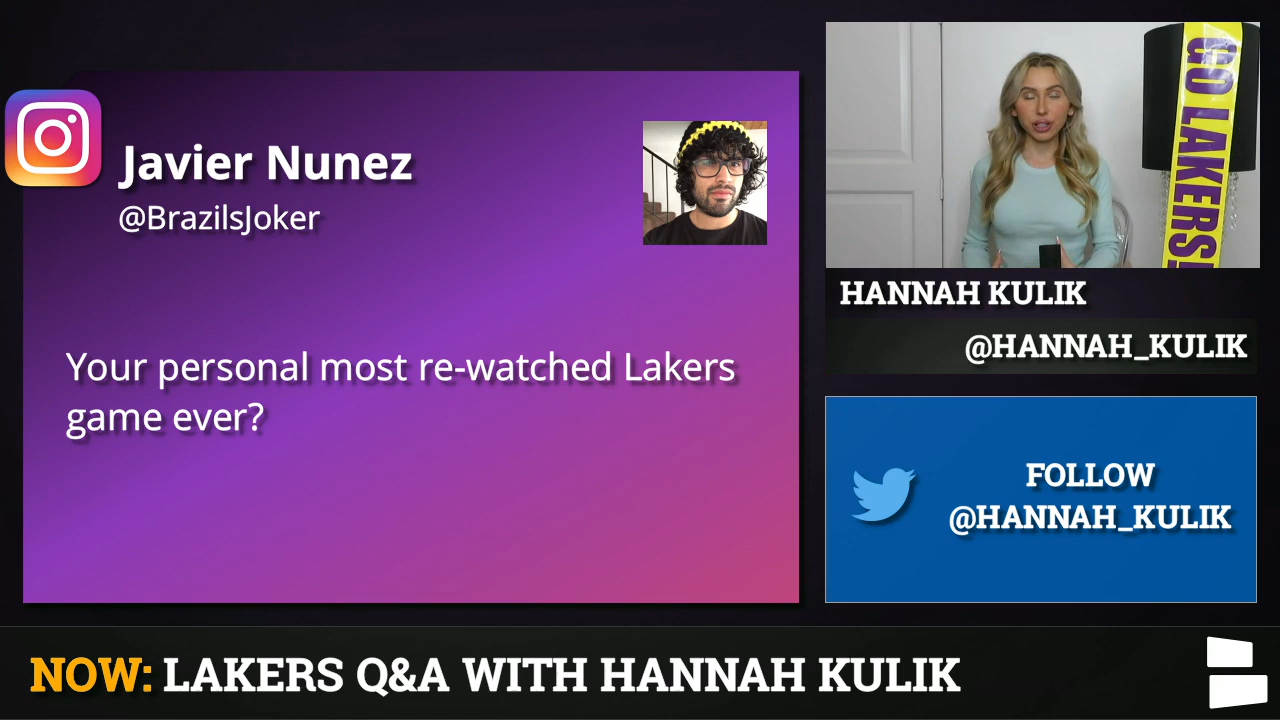 Javier Nunez
@BrazilsJoker
Your personal most re-watched Lakers
game ever?
GO LAKERS!
HANNAH KULIK
@HANNAH_KULIK
FOLLOW
@HANNAH_KULIK
NOW: LAKERS Q&A WITH HANNAH KULIK